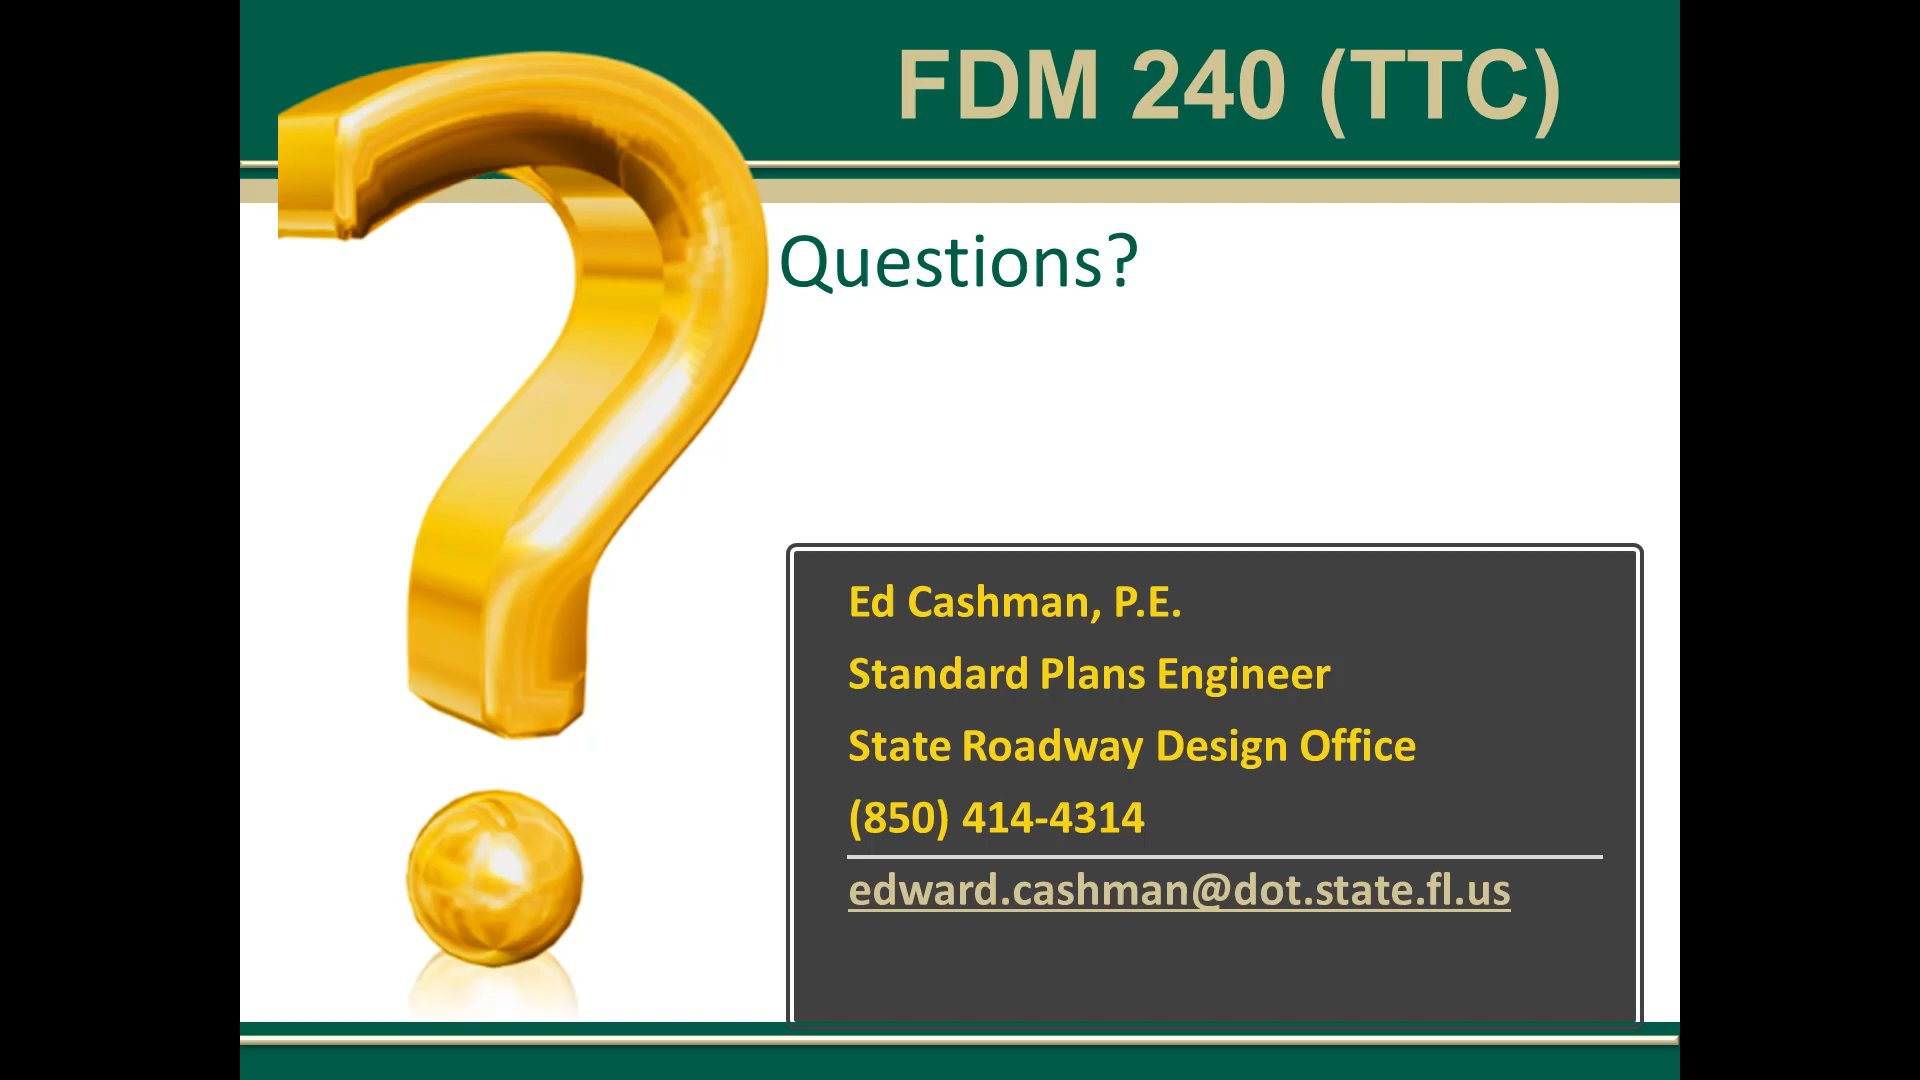 FDM 240 (TTC)
Questions?
Ed Cashman, P.E.
Standard Plans Engineer
State Roadway Design Office
(850) 414-4314
edward.cashman@dot.state.fl.us